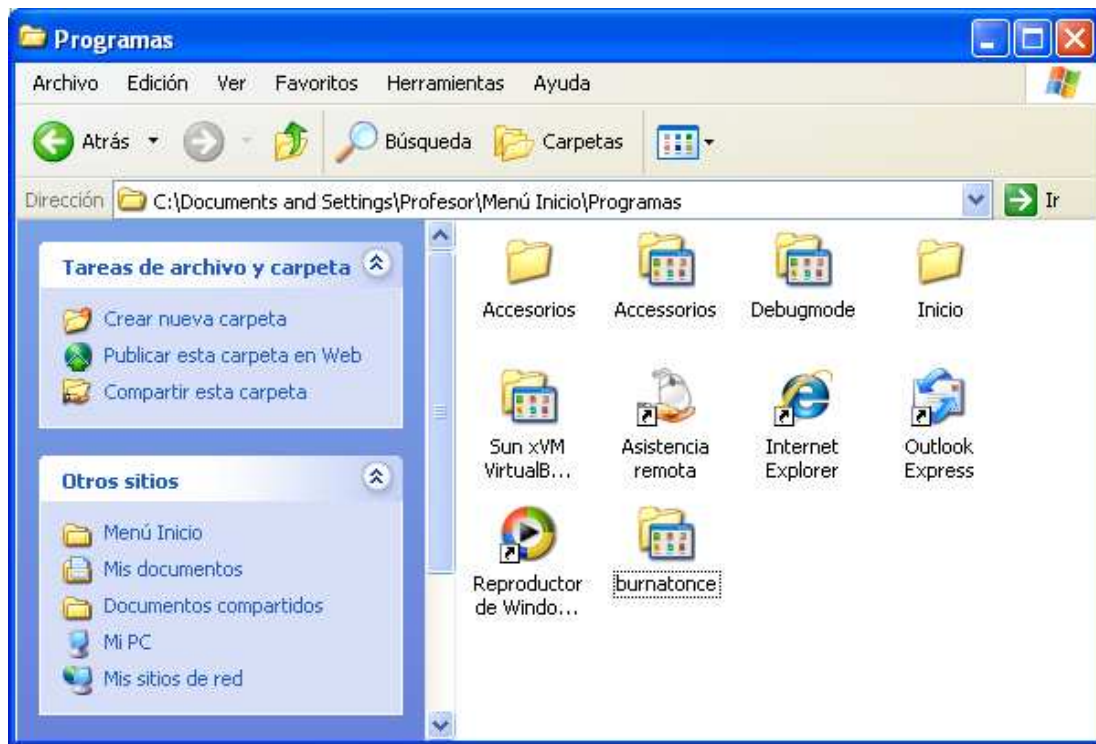 Programas
Archivo Edición Ver Favoritos Herramientas Ayuda
Atrás Búsqueda Carpetas
Dirección C:\Documents and Settings\Profesor\Menú Inicio\Programas Ir
Tareas de archivo y carpeta
Crear nueva carpeta
Publicar esta carpeta en Web
Compartir esta carpeta
Otros sitios
Menú Inicio
Mis documentos
Documentos compartidos
Mi PC
Mis sitios de red
Accesorios
Accessorios
Debugmode
Inicio
Sun xVM
VirtualB...
Asistencia
remota
Internet
Explorer
Outlook
Express
Reproductor
de Windo...
burnatonce